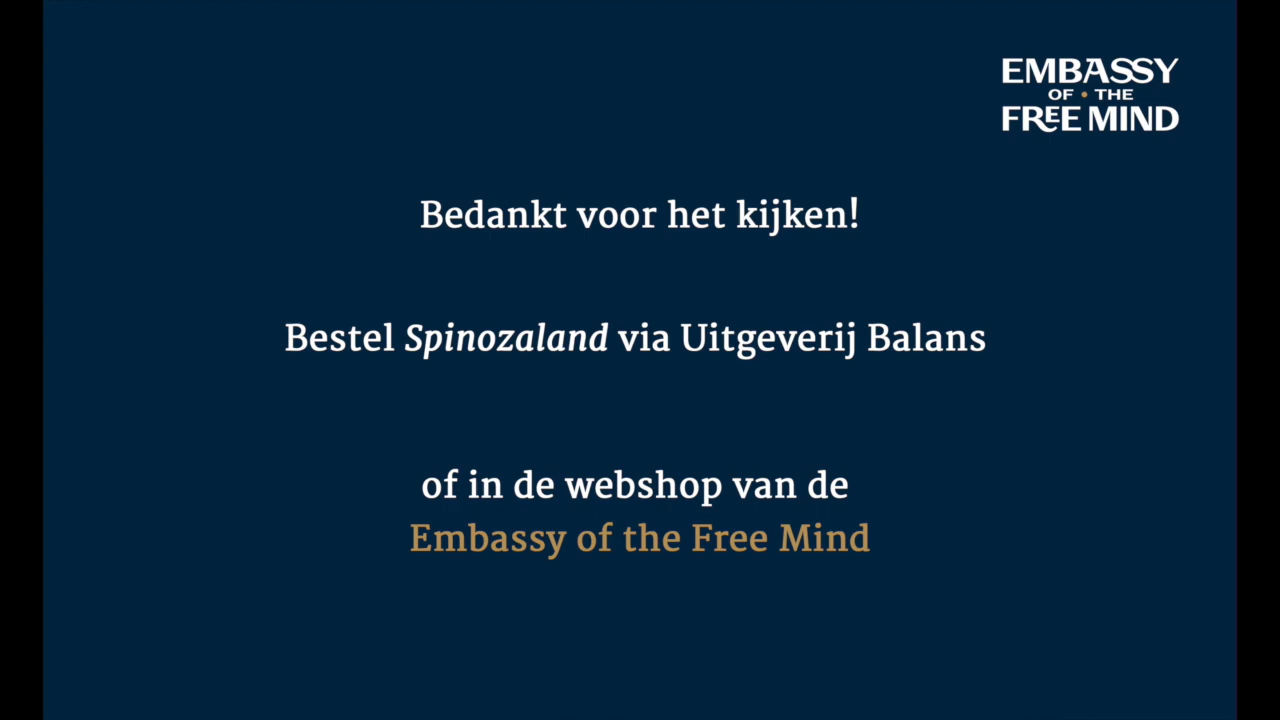 EMBASSY
OF • THE
FREE MIND
Bedankt voor het kijken!
Bestel Spinozaland via Uitgeverij Balans
of in de webshop van de
Embassy of the Free Mind